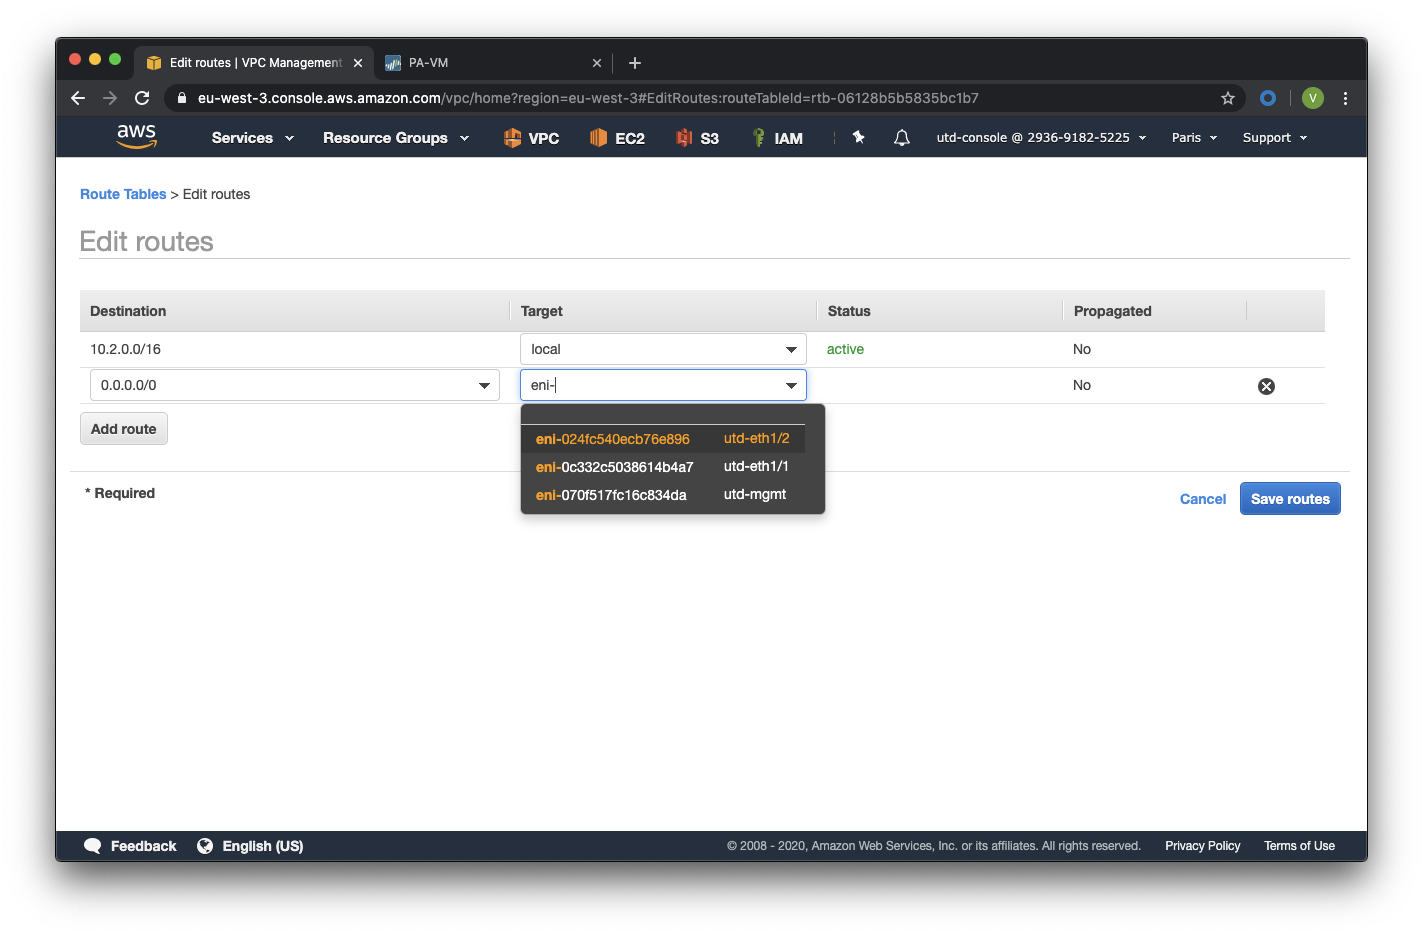 Edit routes | VPC Management
PA-VM
eu-west-3.console.aws.amazon.com/vpc/home?region=eu-west-3#EditRoutes:routeTableId=rtb-06128b5b5835bc1b7
V
aws
Services
Resource Groups
VPC
EC2
S3
IAM
utd-console @ 2936-9182-5225
Paris
Support
Route Tables > Edit routes
Edit routes
Destination Target Status Propagated
10.2.0.0/16 local active No
0.0.0.0/0 eni- No
eni-024fc540ecb76e896 utd-eth1/2
eni-0c332c5038614b4a7 utd-eth1/1
eni-070f517fc16c834da utd-mgmt
Add route
* Required
Cancel
Save routes
Feedback
English (US)
© 2008 - 2020, Amazon Web Services, Inc. or its affiliates. All rights reserved.
Privacy Policy
Terms of Use